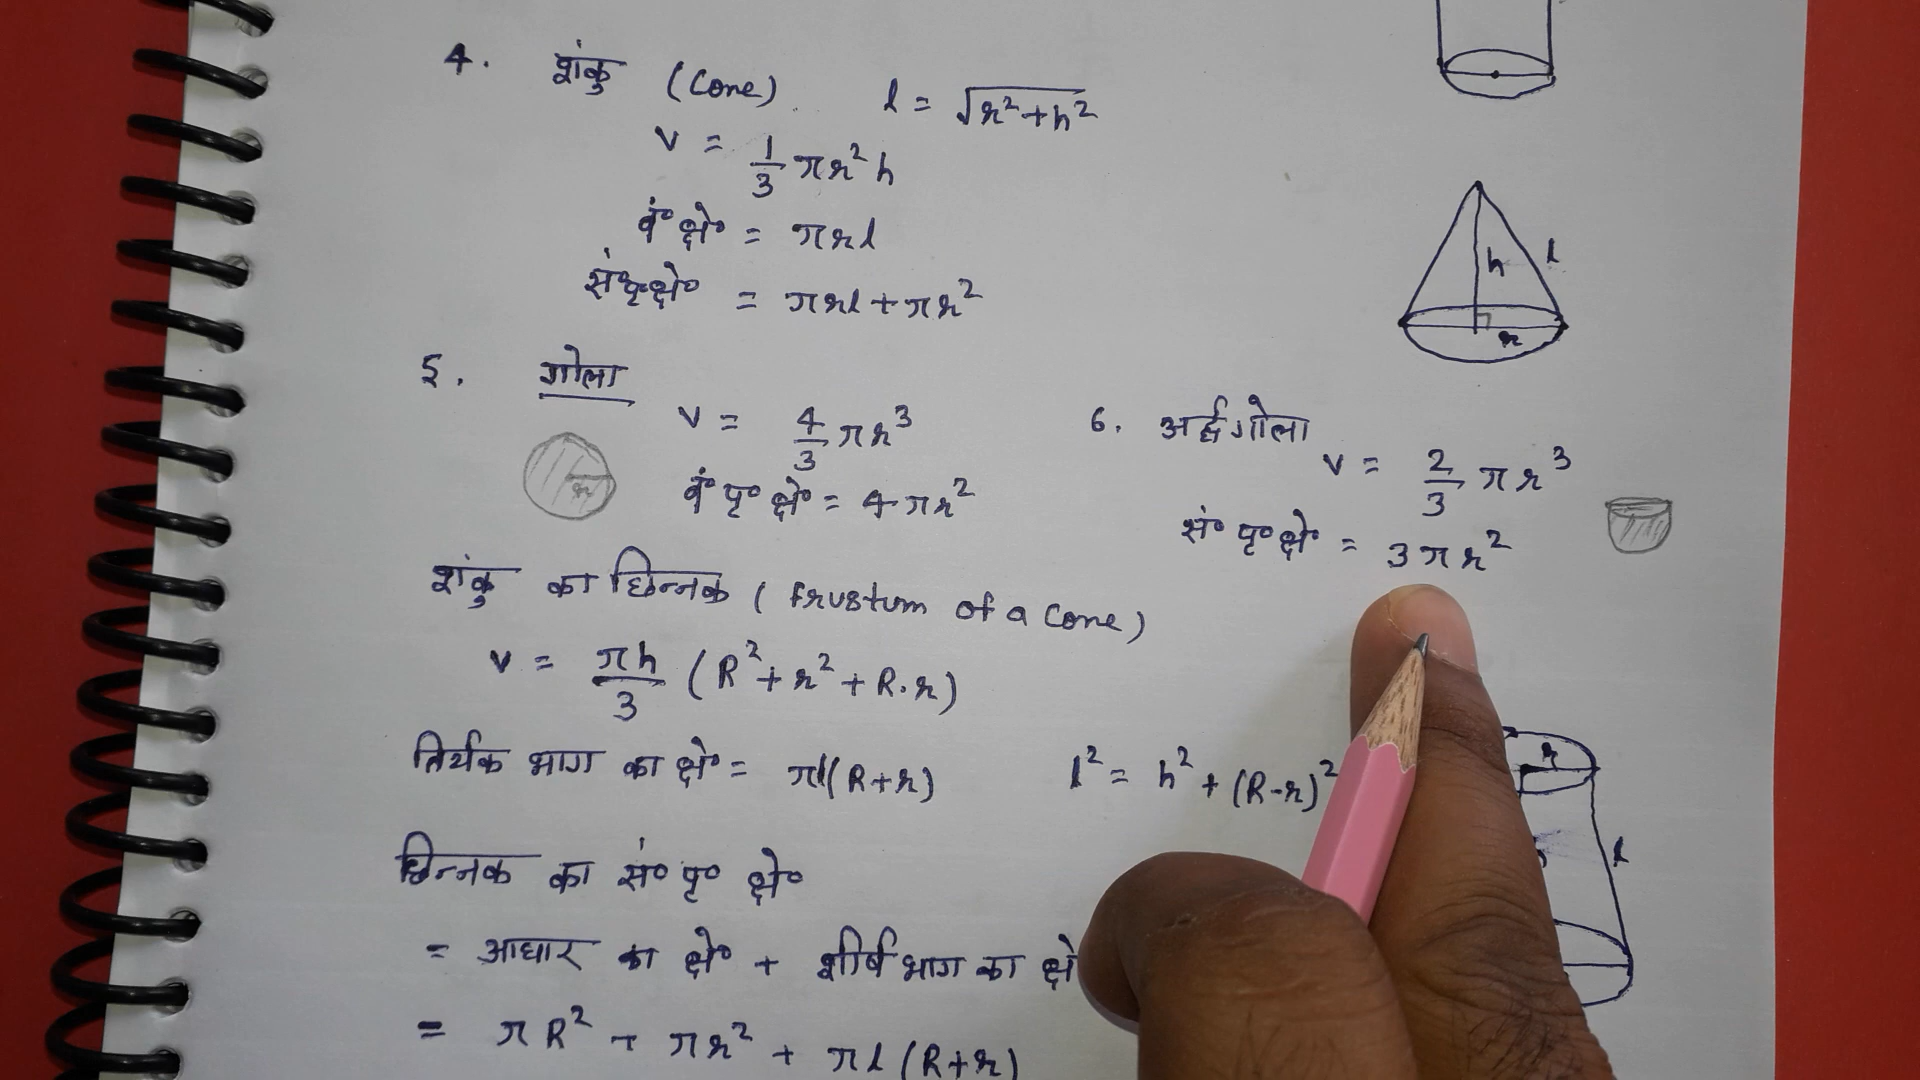 4. शंकु (Cone) l = √r²+h²
V = 1/3 πr²h
वं॰ क्षे॰ = πrl
सं॰पृ॰क्षे॰ = πrl + πr²
h l
r
5. गोला
V = 4/3 πr³
r
वं॰ पृ॰ क्षे॰ = 4πr²
6. अर्द्धगोला
V = 2/3 πr³
सं॰ पृ॰ क्षे॰ = 3πr²
शंकु का छिन्नक ( frustum of a Cone)
V = πh/3 (R²+r²+R.r)
तिर्यक भाग का क्षे॰ = πl(R+r) l² = h² + (R-r)²
r
l
छिन्नक का सं॰ पृ॰ क्षे॰
= आधार का क्षे॰ + शीर्ष भाग का क्षे
= πR² + πr² + πl (R+r)